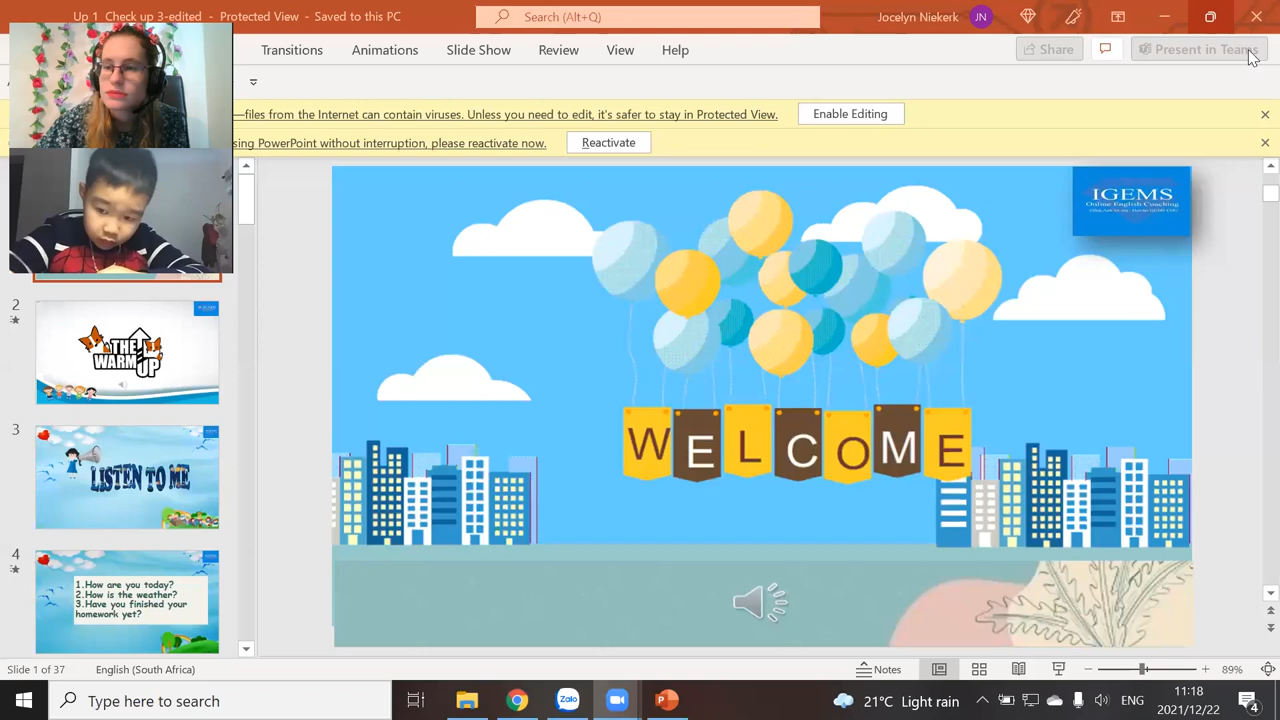 Up 1_Check up 3-edited - Protected View - Saved to this PC
Search (Alt+Q)
Jocelyn Niekerk
JN
Transitions
Animations
Slide Show
Review
View
Help
Share
Present in Teams
—files from the Internet can contain viruses. Unless you need to edit, it's safer to stay in Protected View.
Enable Editing
sing PowerPoint without interruption, please reactivate now.
Reactivate
IGEMS
Online English Coaching
WELCOME
2
THE
WARM UP
3
LISTEN TO ME
4
1.How are you today?
2.How is the weather?
3.Have you finished your
homework yet?
Slide 1 of 37
English (South Africa)
Notes
89%
Type here to search
Zalo
21°C Light rain
ENG
11:18
2021/12/22
4